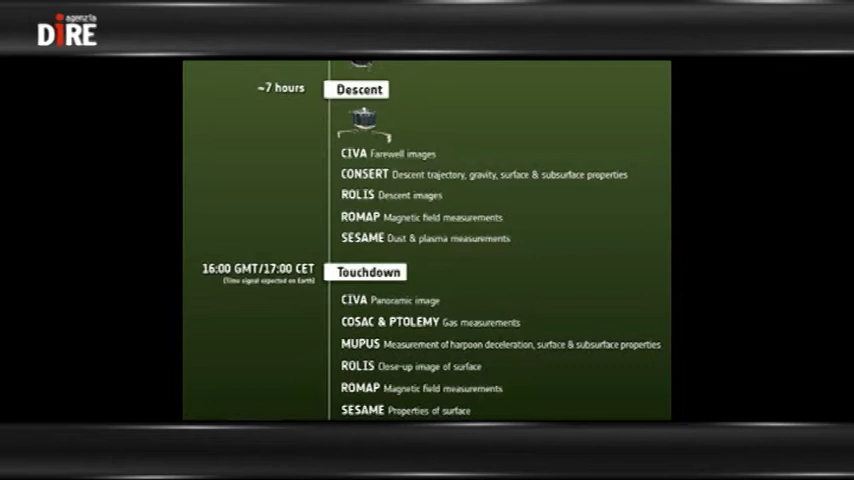 agenzia
DiRE
~7 hours
Descent
CIVA Farewell images
CONSERT Descent trajectory, gravity, surface & subsurface properties
ROLIS Descent images
ROMAP Magnetic field measurements
SESAME Dust & plasma measurements
16:00 GMT/17:00 CET
Touchdown
(Time signal expected on Earth)
CIVA Panoramic image
COSAC & PTOLEMY Gas measurements
MUPUS Measurement of harpoon deceleration, surface & subsurface properties
ROLIS Close-up image of surface
ROMAP Magnetic field measurements
SESAME Properties of surface